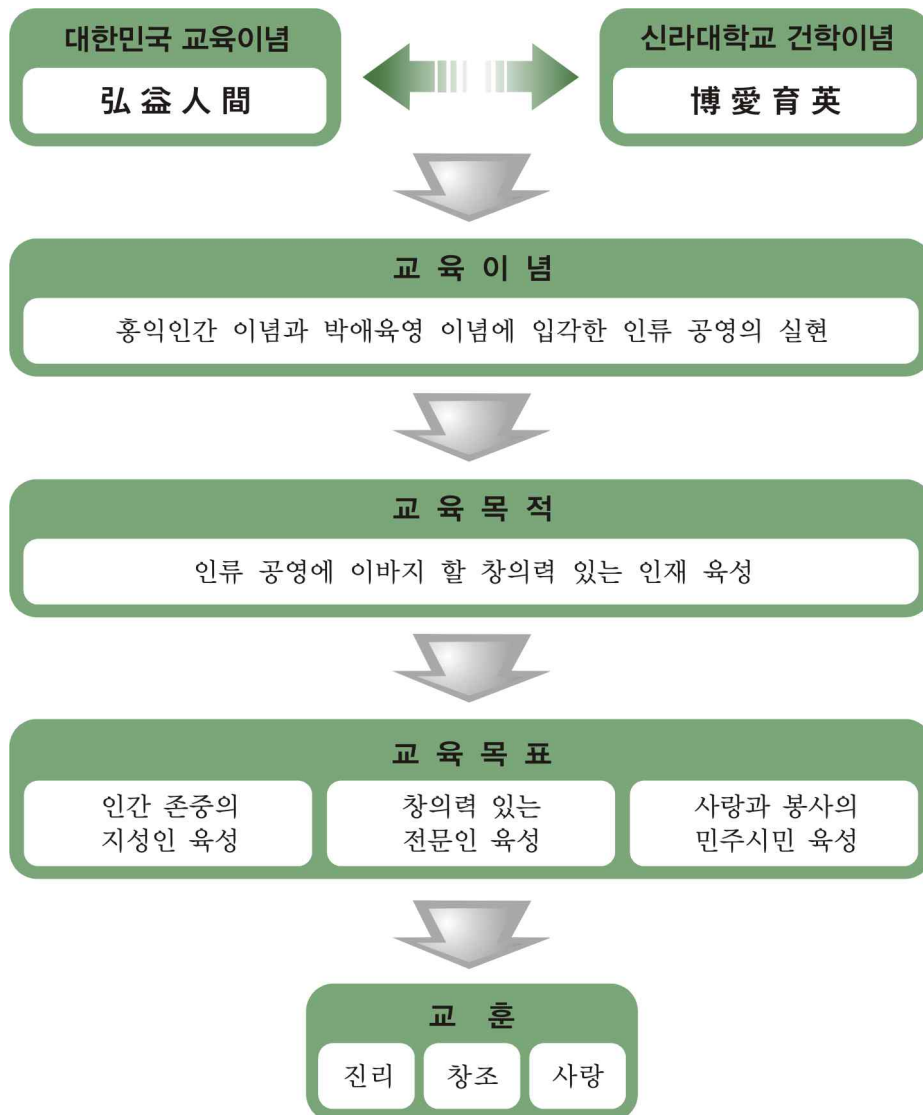 대한민국 교육이념
弘益人間
신라대학교 건학이념
博愛育英
교육이념
홍익인간 이념과 박애육영 이념에 입각한 인류 공영의 실현
교육목적
인류 공영에 이바지 할 창의력 있는 인재 육성
교육목표
인간 존중의
지성인 육성
창의력 있는
전문인 육성
사랑과 봉사의
민주시민 육성
교훈
진리
창조
사랑